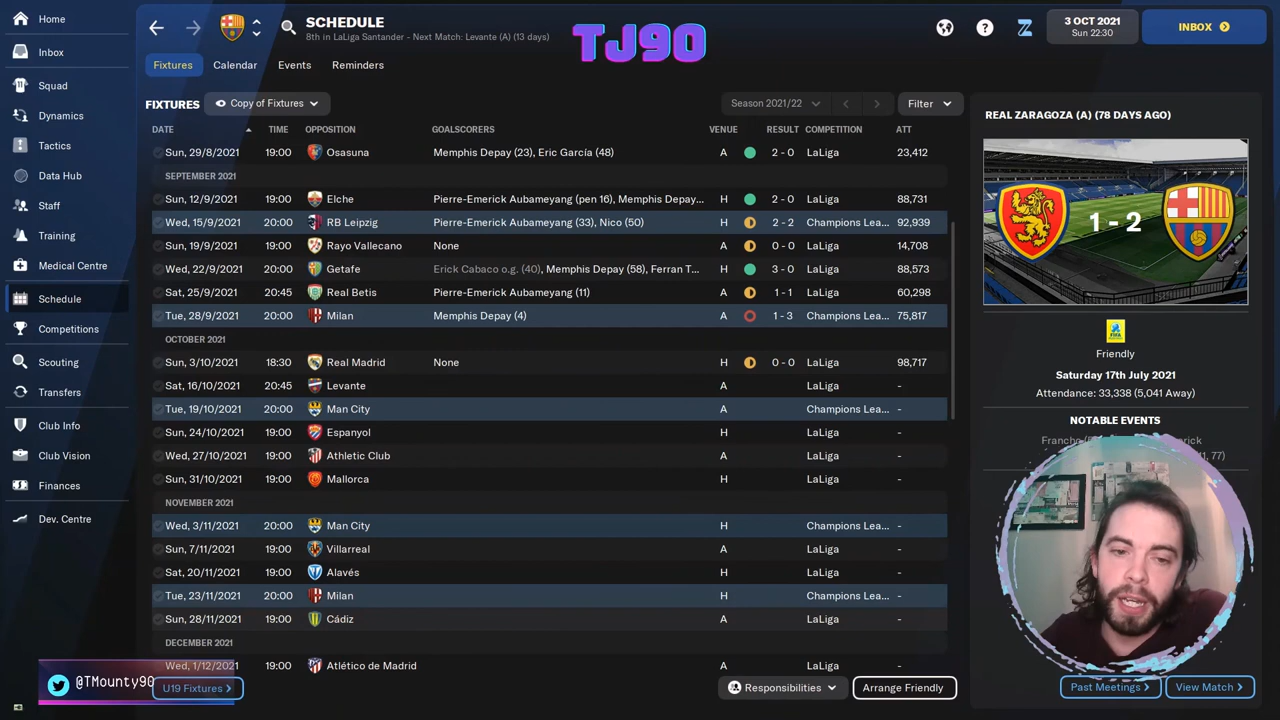 Home
Inbox
Squad
Dynamics
Tactics
Data Hub
Staff
Training
Medical Centre
Schedule
Competitions
Scouting
Transfers
Club Info
Club Vision
Finances
Dev. Centre
@TMounty90
SCHEDULE
8th in LaLiga Santander - Next Match: Levante (A) (13 days)
TJ90
3 OCT 2021
Sun 22:30
INBOX
Fixtures Calendar Events Reminders
FIXTURES Copy of Fixtures Season 2021/22 Filter
DATE TIME OPPOSITION GOALSCORERS VENUE RESULT COMPETITION ATT
Sun, 29/8/2021 19:00 Osasuna Memphis Depay (23), Eric García (48) A 2 - 0 LaLiga 23,412
SEPTEMBER 2021
Sun, 12/9/2021 19:00 Elche Pierre-Emerick Aubameyang (pen 16), Memphis Depay... H 2 - 0 LaLiga 88,731
Wed, 15/9/2021 20:00 RB Leipzig Pierre-Emerick Aubameyang (33), Nico (50) H 2 - 2 Champions Lea... 92,939
Sun, 19/9/2021 19:00 Rayo Vallecano None A 0 - 0 LaLiga 14,708
Wed, 22/9/2021 20:00 Getafe Erick Cabaco o.g. (40), Memphis Depay (58), Ferran T... H 3 - 0 LaLiga 88,573
Sat, 25/9/2021 20:45 Real Betis Pierre-Emerick Aubameyang (11) A 1 - 1 LaLiga 60,298
Tue, 28/9/2021 20:00 Milan Memphis Depay (4) A 1 - 3 Champions Lea... 75,817
OCTOBER 2021
Sun, 3/10/2021 18:30 Real Madrid None H 0 - 0 LaLiga 98,717
Sat, 16/10/2021 20:45 Levante A LaLiga -
Tue, 19/10/2021 20:00 Man City A Champions Lea... -
Sun, 24/10/2021 19:00 Espanyol H LaLiga -
Wed, 27/10/2021 19:00 Athletic Club A LaLiga -
Sun, 31/10/2021 19:00 Mallorca H LaLiga -
NOVEMBER 2021
Wed, 3/11/2021 20:00 Man City H Champions Lea... -
Sun, 7/11/2021 19:00 Villarreal A LaLiga -
Sat, 20/11/2021 19:00 Alavés H LaLiga -
Tue, 23/11/2021 20:00 Milan H Champions Lea... -
Sun, 28/11/2021 19:00 Cádiz A LaLiga -
DECEMBER 2021
Wed, 1/12/2021 19:00 Atlético de Madrid A LaLiga -
U19 Fixtures > Responsibilities Arrange Friendly
REAL ZARAGOZA (A) (78 DAYS AGO)
1 - 2
Friendly
Saturday 17th July 2021
Attendance: 33,338 (5,041 Away)
NOTABLE EVENTS
Past Meetings > View Match >